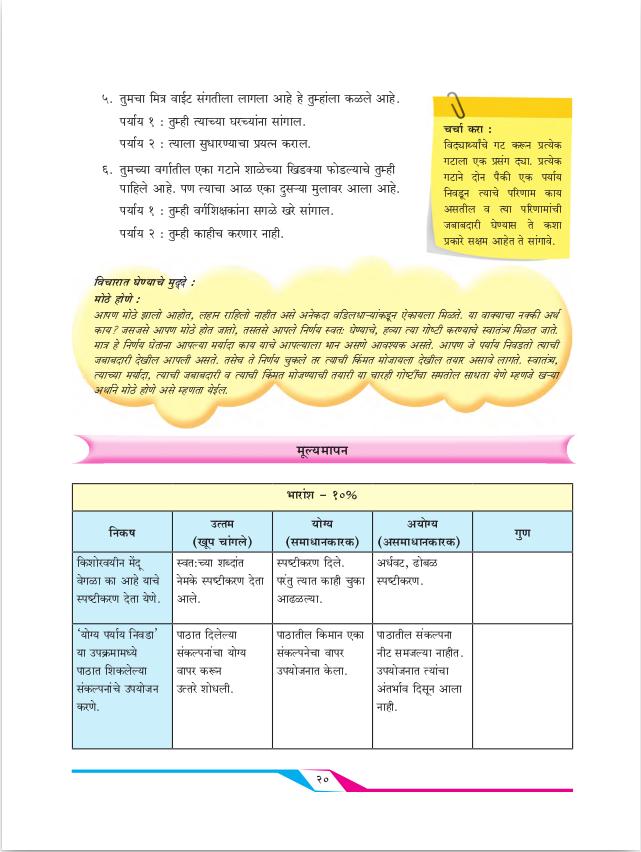 ५. तुमचा मित्र वाईट संगतीला लागला आहे हे तुम्हांला कळले आहे.
पर्याय १ : तुम्ही त्याच्या घरच्यांना सांगाल.
पर्याय २ : त्याला सुधारण्याचा प्रयत्न कराल.
६. तुमच्या वर्गातील एका गटाने शाळेच्या खिडक्या फोडल्याचे तुम्ही
पाहिले आहे. पण त्याचा आळ एका दुसऱ्या मुलावर आला आहे.
पर्याय १ : तुम्ही वर्गशिक्षकांना सगळे खरे सांगाल.
पर्याय २ : तुम्ही काहीच करणार नाही.
चर्चा करा :
विद्यार्थ्यांचे गट करून प्रत्येक
गटाला एक प्रसंग द्या. प्रत्येक
गटाने दोन पैकी एक पर्याय
निवडून त्याचे परिणाम काय
असतील व त्या परिणामांची
जबाबदारी घेण्यास ते कशा
प्रकारे सक्षम आहेत ते सांगावे.
विचारात घेण्याचे मुद्दे :
मोठे होणे :
आपण मोठे झालो आहोत, लहान राहिलो नाहीत असे अनेकदा वडिलधाऱ्यांकडून ऐकायला मिळते. या वाक्याचा नक्की अर्थ
काय? जसजसे आपण मोठे होत जातो, तसतसे आपले निर्णय स्वत: घेण्याचे, हव्या त्या गोष्टी करण्याचे स्वातंत्र्य मिळत जाते.
मात्र हे निर्णय घेताना आपल्या मर्यादा काय याचे आपल्याला भान असणे आवश्यक असते. आपण जे पर्याय निवडतो त्याची
जबाबदारी देखील आपली असते. तसेच ते निर्णय चुकले तर त्याची किंमत मोजायला देखील तयार असावे लागते. स्वातंत्र्य,
त्याच्या मर्यादा, त्याची जबाबदारी व त्याची किंमत मोजण्याची तयारी या चारही गोष्टींचा समतोल साधता येणे म्हणजे खऱ्या
अर्थाने मोठे होणे असे म्हणता येईल.
मूल्यमापन
भारांश – १०%
निकष
उत्तम
(खूप चांगले)
योग्य
(समाधानकारक)
अयोग्य
(असमाधानकारक)
गुण
किशोरवयीन मेंदू
वेगळा का आहे याचे
स्पष्टीकरण देता येणे.
स्वत:च्या शब्दांत
नेमके स्पष्टीकरण देता
आले.
स्पष्टीकरण दिले.
परंतु त्यात काही चुका
आढळल्या.
अर्धवट, ढोबळ
स्पष्टीकरण.
‘योग्य पर्याय निवडा’
या उपक्रमामध्ये
पाठात शिकलेल्या
संकल्पनांचे उपयोजन
करणे.
पाठात दिलेल्या
संकल्पनांचा योग्य
वापर करून
उत्तरे शोधली.
पाठातील किमान एका
संकल्पनेचा वापर
उपयोजनात केला.
पाठातील संकल्पना
नीट समजल्या नाहीत.
उपयोजनात त्यांचा
अंतर्भाव दिसून आला
नाही.
२०